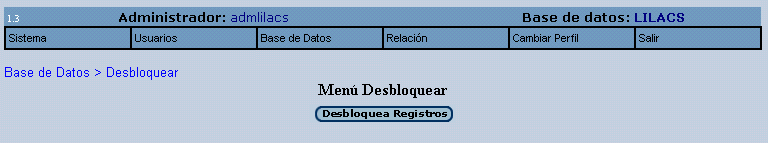 1.3 Administrador: admlilacs Base de datos: LILACS
Sistema Usuarios Base de Datos Relación Cambiar Perfil Salir
Base de Datos > Desbloquear
Menú Desbloquear
Desbloquea Registros